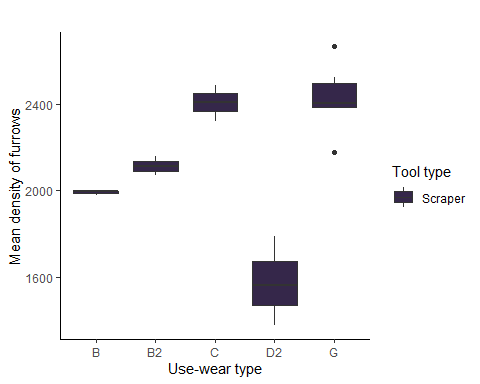 Mean density of furrows
2400
2000
1600
B B2 C D2 G
Use-wear type
Tool type
Scraper